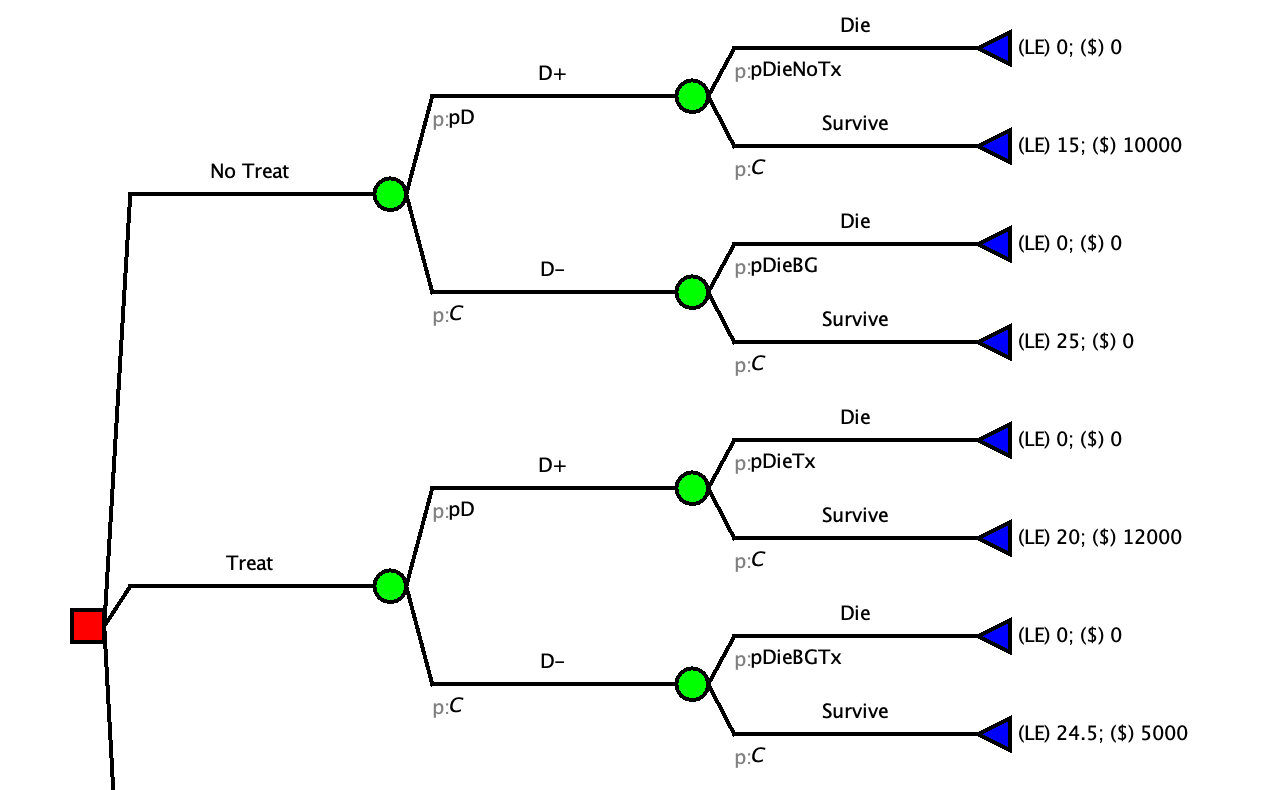 Die
(LE) 0; ($) 0
D+
p:pDieNoTx
p:pD
Survive
(LE) 15; ($) 10000
p:C
No Treat
Die
(LE) 0; ($) 0
D-
p:pDieBG
p:C
Survive
(LE) 25; ($) 0
p:C
Die
(LE) 0; ($) 0
D+
p:pDieTx
p:pD
Survive
(LE) 20; ($) 12000
p:C
Treat
Die
(LE) 0; ($) 0
D-
p:pDieBGTx
p:C
Survive
(LE) 24.5; ($) 5000
p:C